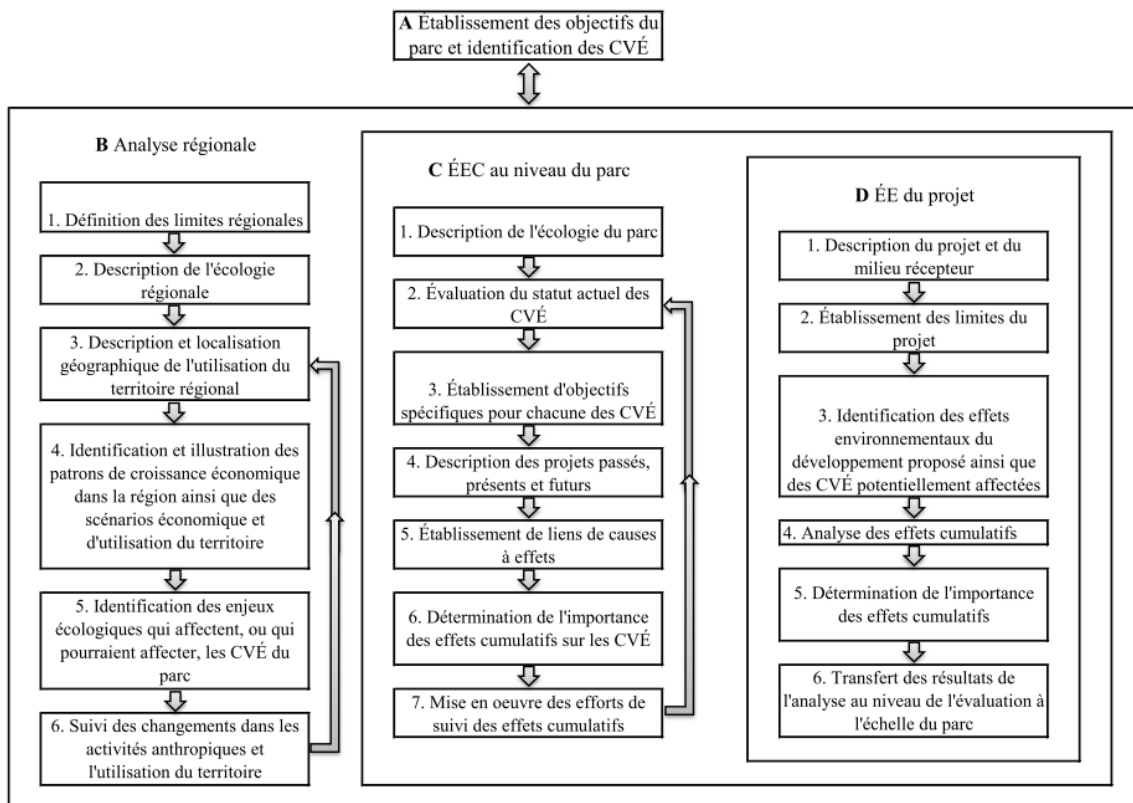 A Établissement des objectifs du
parc et identification des CVÉ
B Analyse régionale
1. Définition des limites régionales
2. Description de l'écologie
régionale
3. Description et localisation
géographique de l'utilisation du
territoire régional
4. Identification et illustration des
patrons de croissance économique
dans la région ainsi que des
scénarios économique et
d'utilisation du territoire
5. Identification des enjeux
écologiques qui affectent, ou qui
pourraient affecter, les CVÉ du
parc
6. Suivi des changements dans les
activités anthropiques et
l'utilisation du territoire
C ÉEC au niveau du parc
1. Description de l'écologie du parc
2. Évaluation du statut actuel des
CVÉ
3. Établissement d'objectifs
spécifiques pour chacune des CVÉ
4. Description des projets passés,
présents et futurs
5. Établissement de liens de causes
à effets
6. Détermination de l'importance
des effets cumulatifs sur les CVÉ
7. Mise en oeuvre des efforts de
suivi des effets cumulatifs
D ÉE du projet
1. Description du projet et du
milieu récepteur
2. Établissement des limites du
projet
3. Identification des effets
environnementaux du
développement proposé ainsi que
des CVÉ potentiellement affectées
4. Analyse des effets cumulatifs
5. Détermination de l'importance
des effets cumulatifs
6. Transfert des résultats de
l'analyse au niveau de l'évaluation à
l'échelle du parc